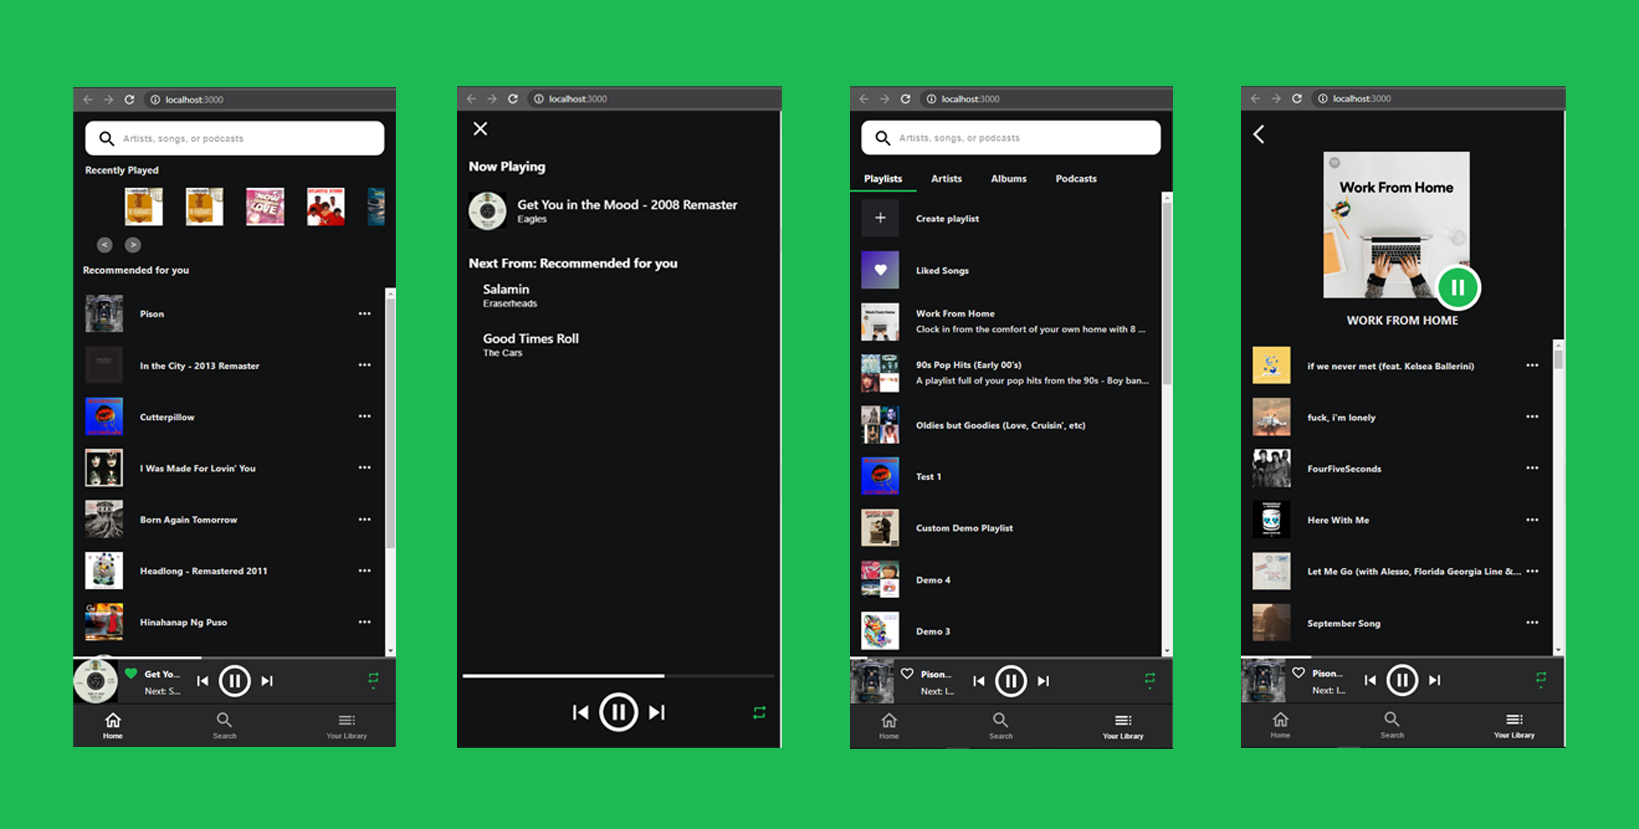 localhost:3000
Artists, songs, or podcasts
Recently Played
< >
Recommended for you
Pison
In the City - 2013 Remaster
Cutterpillow
I Was Made For Lovin' You
Born Again Tomorrow
Headlong - Remastered 2011
Hinahanap Ng Puso
Get Yo...
Next: S...
Home
Search
Your Library
localhost:3000
Now Playing
Get You in the Mood - 2008 Remaster
Eagles
Next From: Recommended for you
Salamin
Eraserheads
Good Times Roll
The Cars
localhost:3000
Artists, songs, or podcasts
Playlists Artists Albums Podcasts
Create playlist
Liked Songs
Work From Home
Clock in from the comfort of your own home with 8 ...
90s Pop Hits (Early 00's)
A playlist full of your pop hits from the 90s - Boy ban...
Oldies but Goodies (Love, Cruisin', etc)
Test 1
Custom Demo Playlist
Demo 4
Demo 3
Pison...
Next: I...
Home
Search
Your Library
localhost:3000
Work From Home
WORK FROM HOME
if we never met (feat. Kelsea Ballerini)
fuck, i'm lonely
FourFiveSeconds
Here With Me
Let Me Go (with Alesso, Florida Georgia Line &...
September Song
Pison...
Next: I...
Home
Search
Your Library